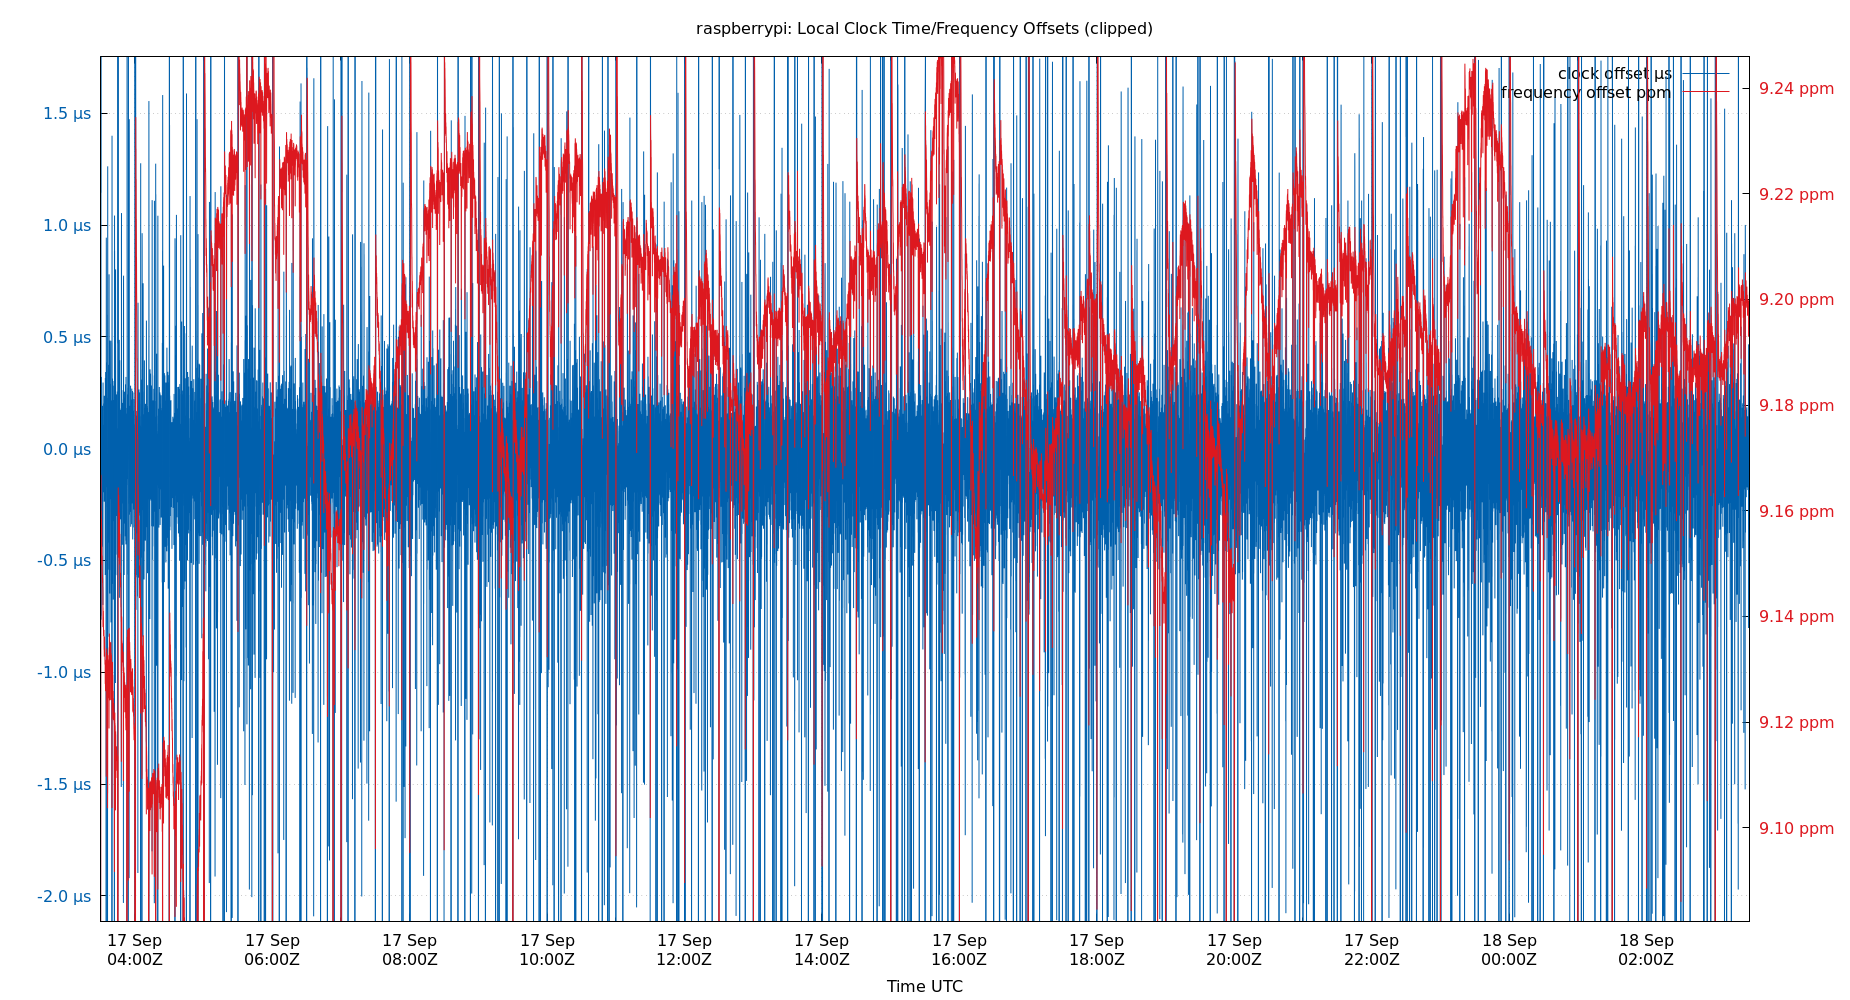 raspberrypi: Local Clock Time/Frequency Offsets (clipped)
clock offset µs
frequency offset ppm
1.5 µs
1.0 µs
0.5 µs
0.0 µs
-0.5 µs
-1.0 µs
-1.5 µs
-2.0 µs
9.24 ppm
9.22 ppm
9.20 ppm
9.18 ppm
9.16 ppm
9.14 ppm
9.12 ppm
9.10 ppm
17 Sep 17 Sep 17 Sep 17 Sep 17 Sep 17 Sep 17 Sep 17 Sep 17 Sep 17 Sep 18 Sep 18 Sep
04:00Z 06:00Z 08:00Z 10:00Z 12:00Z 14:00Z 16:00Z 18:00Z 20:00Z 22:00Z 00:00Z 02:00Z
Time UTC